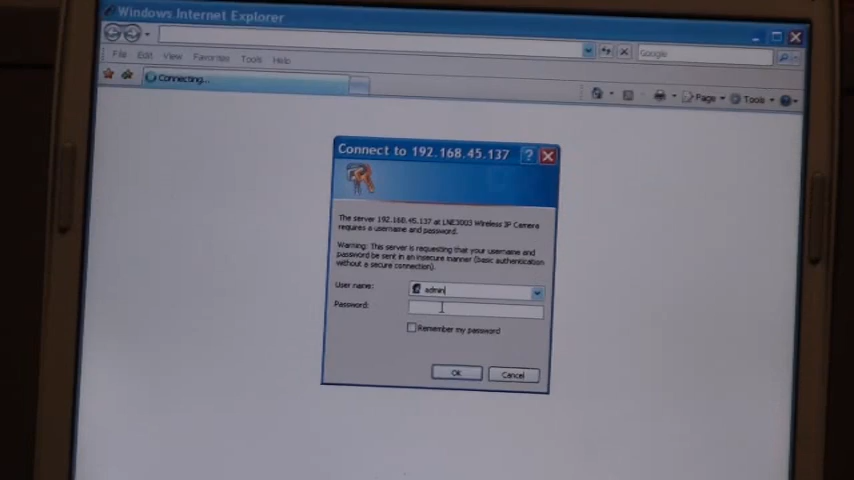 Windows Internet Explorer
Google
File Edit View Favorites Tools Help
Connecting...
Page Tools
Connect to 192.168.45.137
The server 192.168.45.137 at LNE3003 Wireless IP Camera
requires a username and password.
Warning: This server is requesting that your username and
password be sent in an insecure manner (basic authentication
without a secure connection).
User name: admin
Password:
Remember my password
OK Cancel